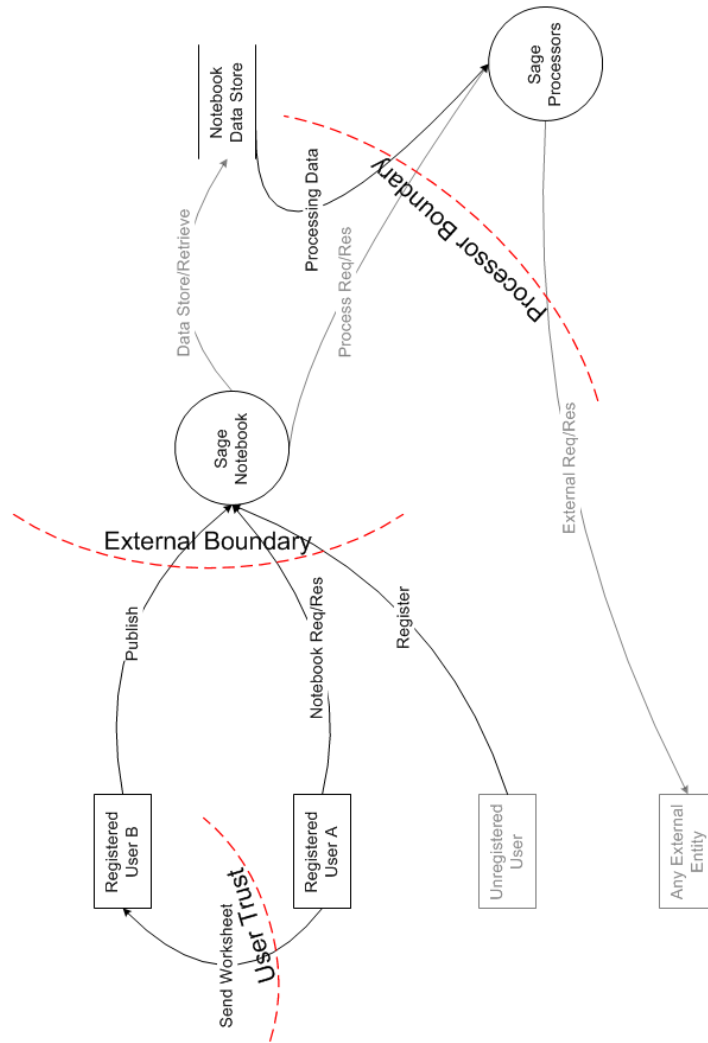 Registered
User B
Send Worksheet
User Trust
Registered
User A
Unregistered
User
Any External
Entity
Publish
Notebook Req/Res
Register
External Boundary
Sage
Notebook
Data Store/Retrieve
Process Req/Res
External Req/Res
Notebook
Data Store
Processing Data
Processor Boundary
Sage
Processors